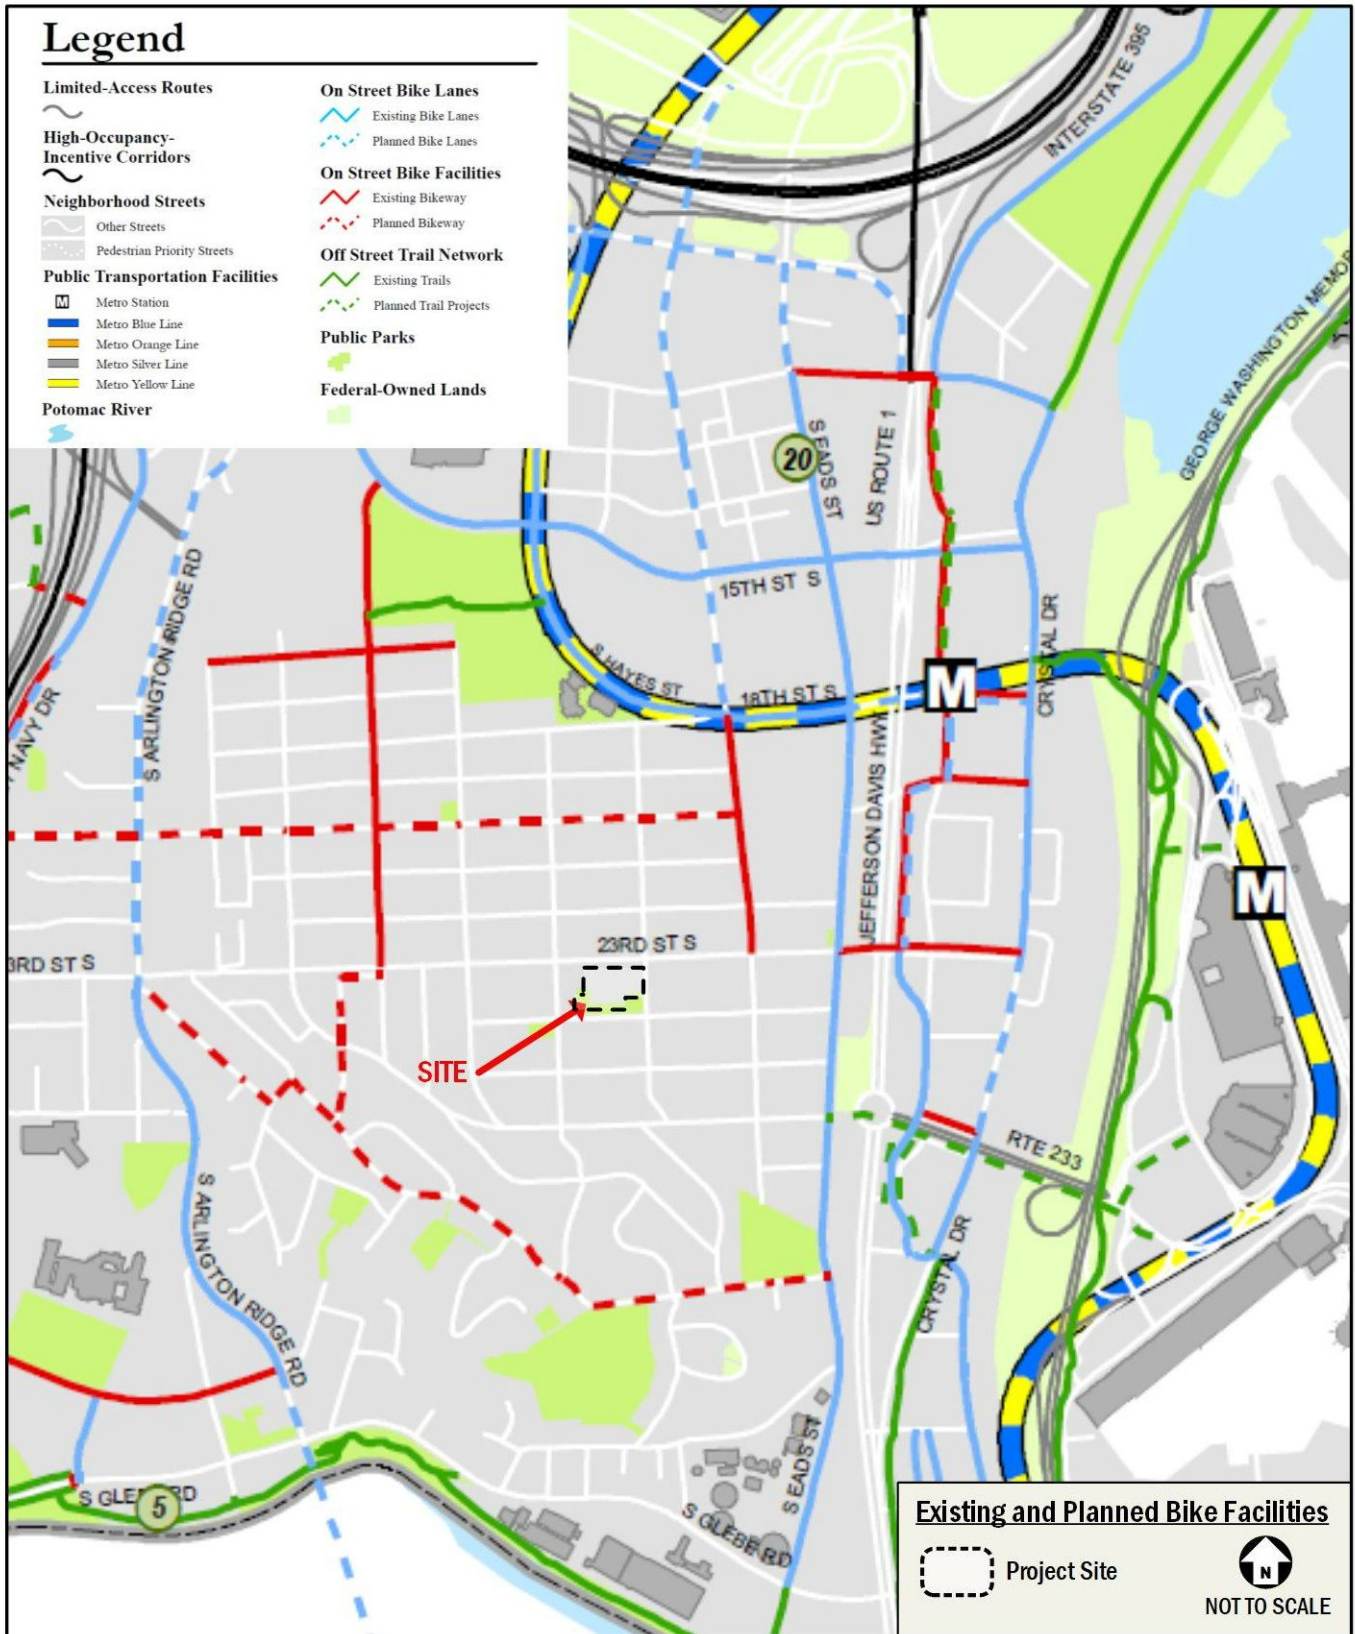 Legend
Limited-Access Routes
High-Occupancy-
Incentive Corridors
Neighborhood Streets
Other Streets
Pedestrian Priority Streets
Public Transportation Facilities
M Metro Station
Metro Blue Line
Metro Orange Line
Metro Silver Line
Metro Yellow Line
Potomac River
On Street Bike Lanes
Existing Bike Lanes
Planned Bike Lanes
On Street Bike Facilities
Existing Bikeway
Planned Bikeway
Off Street Trail Network
Existing Trails
Planned Trail Projects
Public Parks
Federal-Owned Lands
INTERSTATE 395
GEORGE WASHINGTON MEMOR
20
S EADS ST
US ROUTE 1
S ARLINGTON RIDGE RD
15TH ST S
S HAYES ST
18TH ST S
M
CRYSTAL DR
NAVY DR
JEFFERSON DAVIS HWY
M
23RD ST S
3RD ST S
SITE
RTE 233
S ARLINGTON RIDGE RD
CRYSTAL DR
S EADS ST
S GLEBE RD
5
S GLEBE RD
Existing and Planned Bike Facilities
Project Site
N
NOT TO SCALE